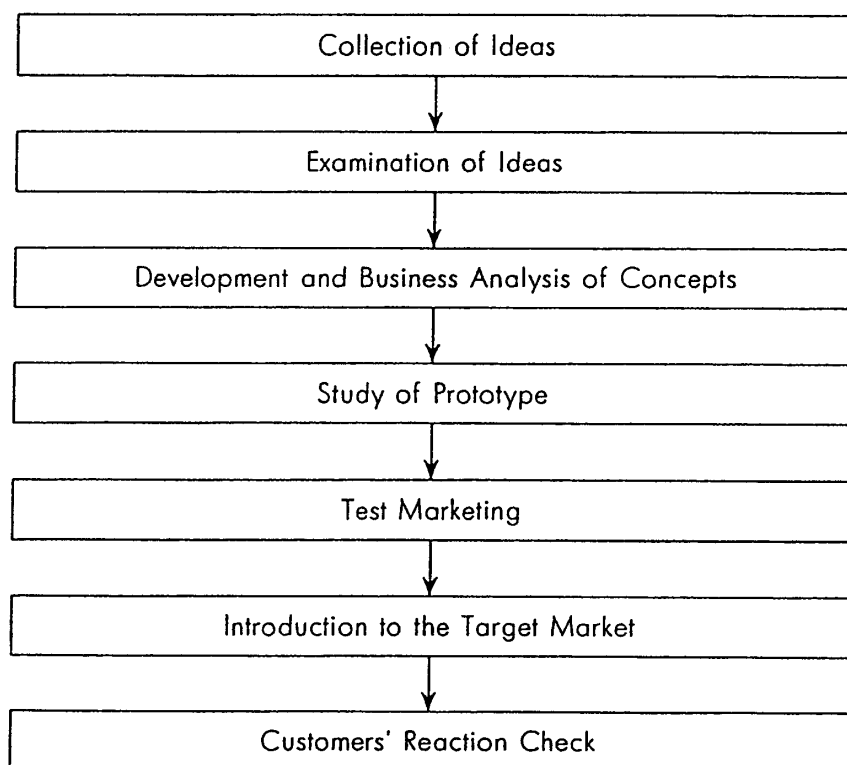 Collection of Ideas
Examination of Ideas
Development and Business Analysis of Concepts
Study of Prototype
Test Marketing
Introduction to the Target Market
Customers' Reaction Check